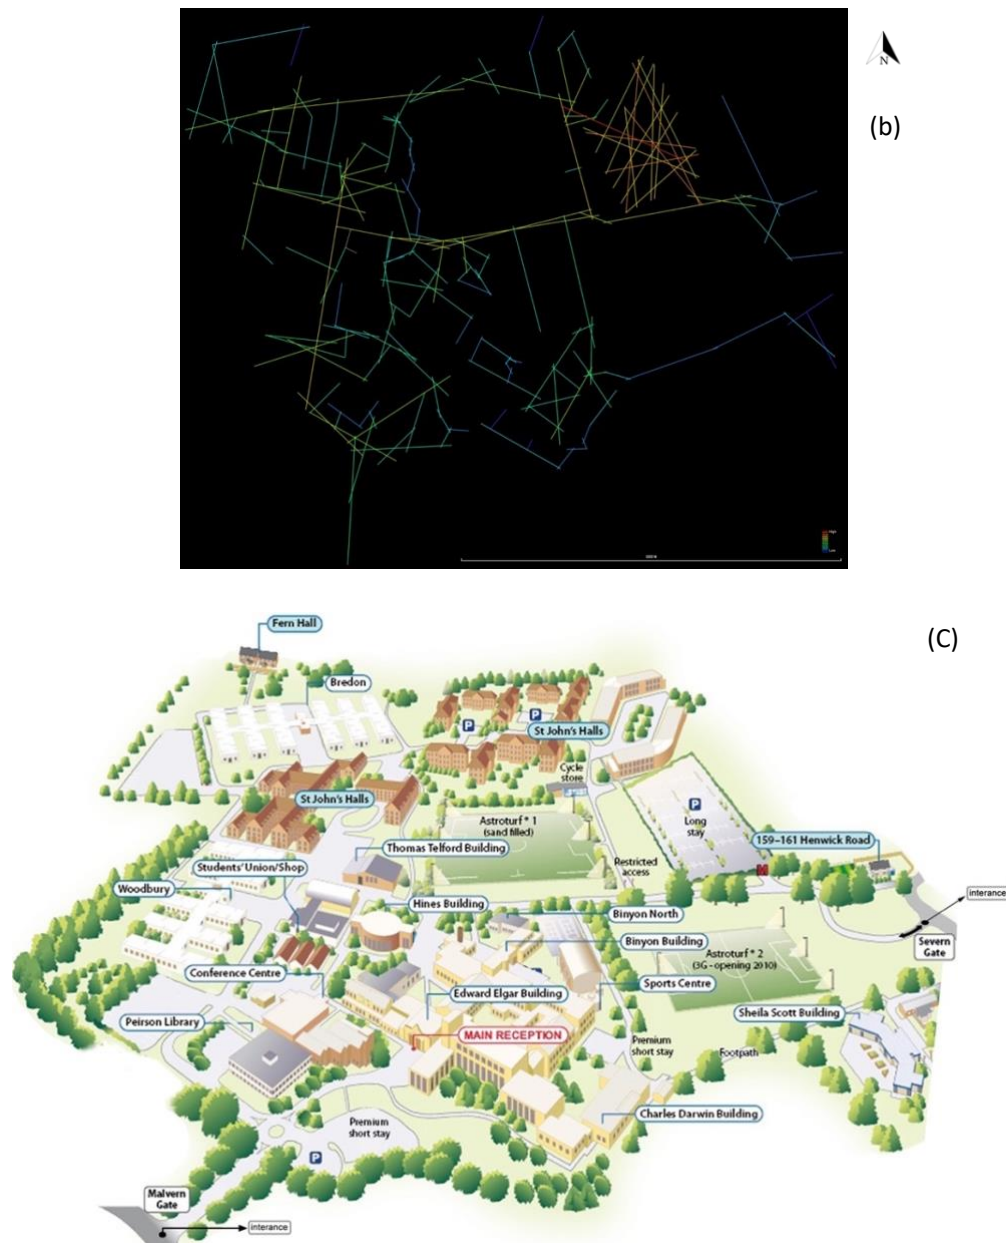 N
(b)
High
Low
(C)
Fern Hall
Bredon
P
P
St John's Halls
Cycle
store
St John's Halls
Astroturf * 1
(sand filled)
P
Long
stay
Thomas Telford Building
159–161 Henwick Road
Students' Union/Shop
Restricted
access
M
Woodbury
interance
Hines Building
Binyon North
Severn
Gate
Binyon Building
Astroturf * 2
(3G - opening 2010)
Conference Centre
Sports Centre
Edward Elgar Building
Sheila Scott Building
Peirson Library
MAIN RECEPTION
Premium
short stay
Footpath
Charles Darwin Building
Premium
short stay
P
Malvern
Gate
interance